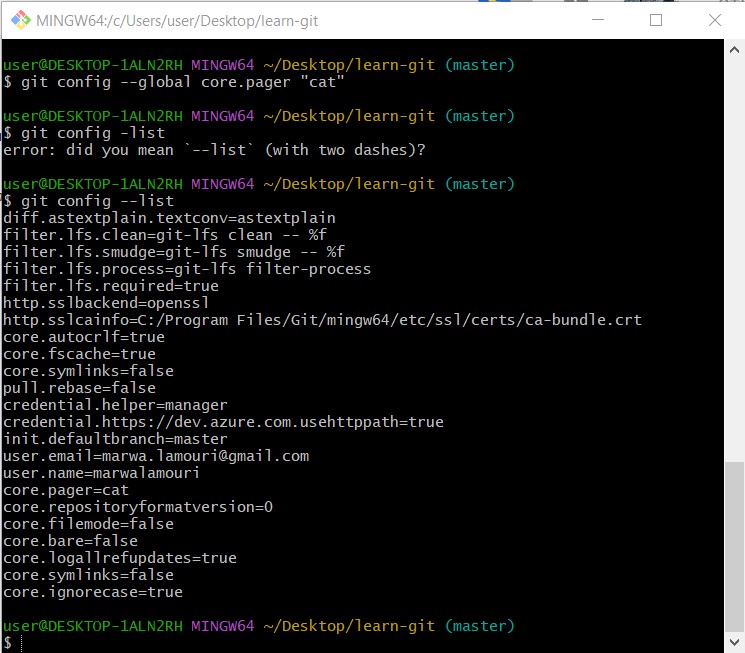 MINGW64:/c/Users/user/Desktop/learn-git
user@DESKTOP-1ALN2RH MINGW64 ~/Desktop/learn-git (master)
$ git config --global core.pager "cat"
user@DESKTOP-1ALN2RH MINGW64 ~/Desktop/learn-git (master)
$ git config -list
error: did you mean `--list` (with two dashes)?
user@DESKTOP-1ALN2RH MINGW64 ~/Desktop/learn-git (master)
$ git config --list
diff.astextplain.textconv=astextplain
filter.lfs.clean=git-lfs clean -- %f
filter.lfs.smudge=git-lfs smudge -- %f
filter.lfs.process=git-lfs filter-process
filter.lfs.required=true
http.sslbackend=openssl
http.sslcainfo=C:/Program Files/Git/mingw64/etc/ssl/certs/ca-bundle.crt
core.autocrlf=true
core.fscache=true
core.symlinks=false
pull.rebase=false
credential.helper=manager
credential.https://dev.azure.com.usehttppath=true
init.defaultbranch=master
user.email=marwa.lamouri@gmail.com
user.name=marwalamouri
core.pager=cat
core.repositoryformatversion=0
core.filemode=false
core.bare=false
core.logallrefupdates=true
core.symlinks=false
core.ignorecase=true
user@DESKTOP-1ALN2RH MINGW64 ~/Desktop/learn-git (master)
$